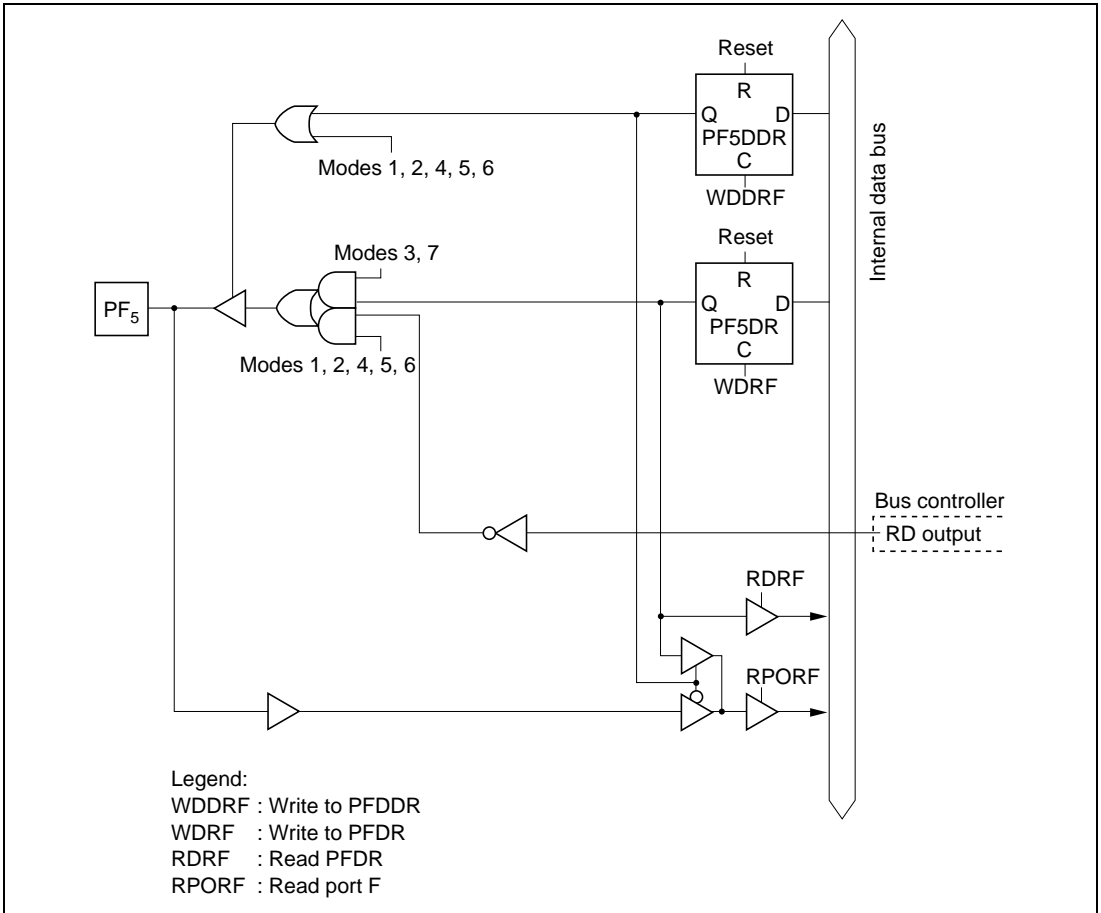 Reset
R
Q D
PF5DDR
C
WDDRF
Modes 1, 2, 4, 5, 6
Internal data bus
Reset
R
Q D
PF5DR
C
WDRF
Modes 3, 7
PF5
Modes 1, 2, 4, 5, 6
Bus controller
RD output
RDRF
RPORF
Legend:
WDDRF : Write to PFDDR
WDRF : Write to PFDR
RDRF : Read PFDR
RPORF : Read port F